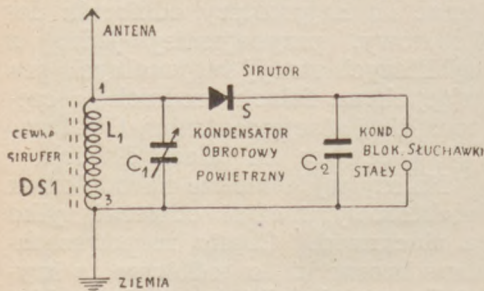 ANTENA
SIRUTOR
1
L1
S
CEWKA
SIRUFER
DS1
C1
KONDENSATOR
OBROTOWY
POWIETRZNY
C2
KOND.
BLOK. SŁUCHAWKI
STAŁY
3
ZIEMIA